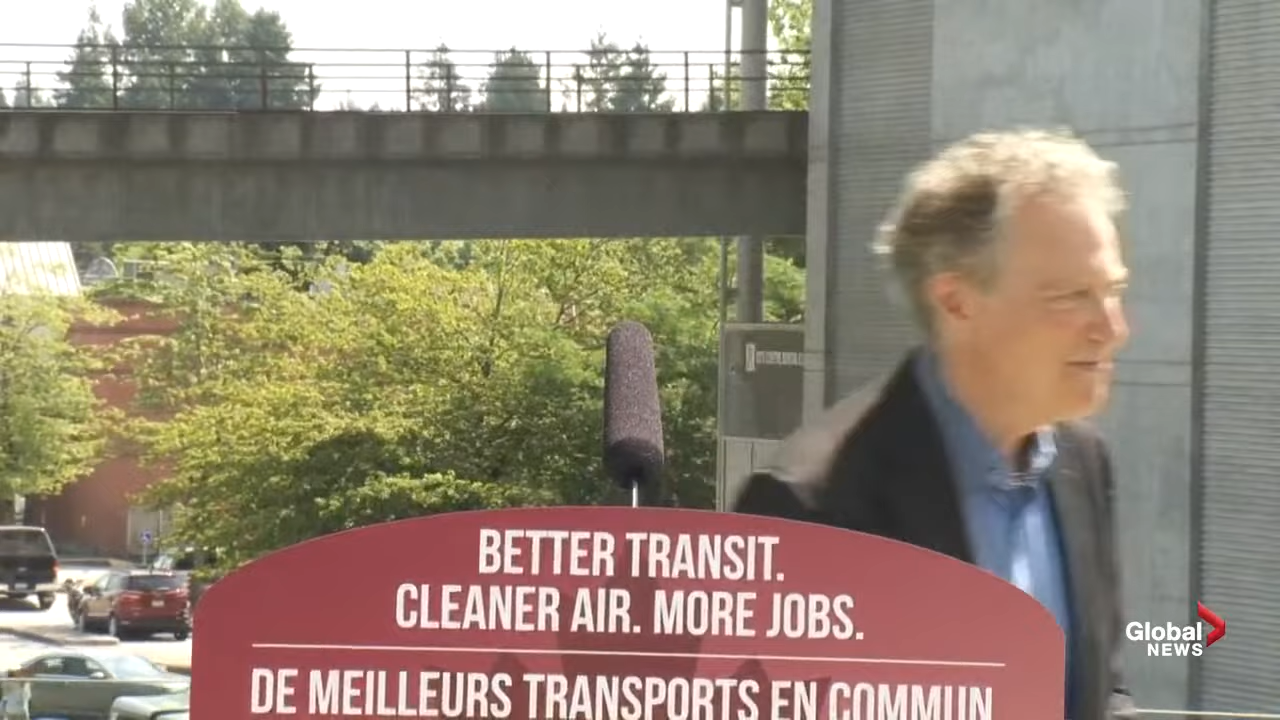 BETTER TRANSIT.
CLEANER AIR. MORE JOBS.
DE MEILLEURS TRANSPORTS EN COMMUN
Global
NEWS